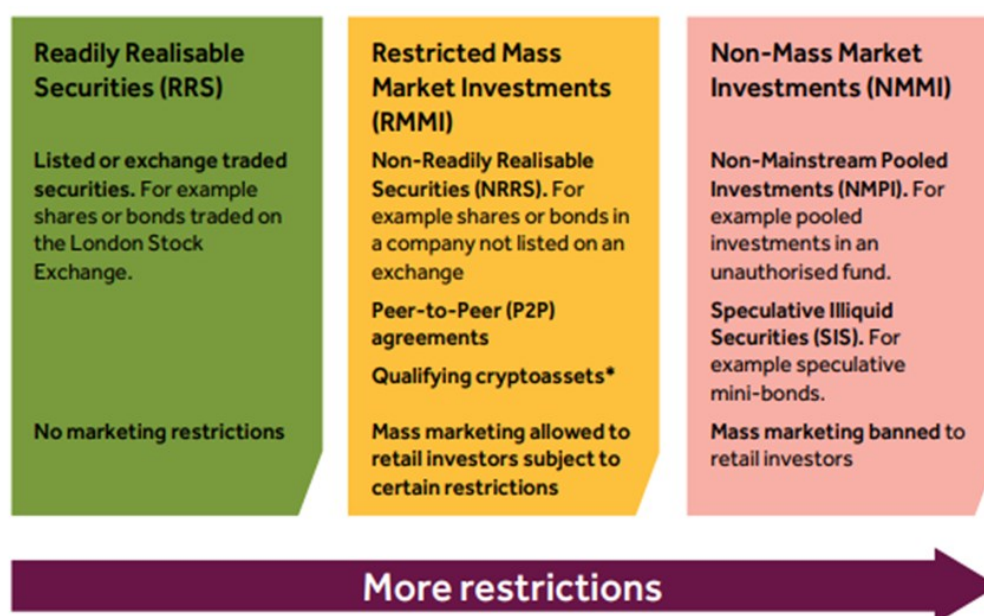 Readily Realisable
Securities (RRS)
Listed or exchange traded
securities. For example
shares or bonds traded on
the London Stock
Exchange.
No marketing restrictions
Restricted Mass
Market Investments
(RMMI)
Non-Readily Realisable
Securities (NRRS). For
example shares or bonds in
a company not listed on an
exchange
Peer-to-Peer (P2P)
agreements
Qualifying cryptoassets*
Mass marketing allowed to
retail investors subject to
certain restrictions
Non-Mass Market
Investments (NMMI)
Non-Mainstream Pooled
Investments (NMPI). For
example pooled
investments in an
unauthorised fund.
Speculative Illiquid
Securities (SIS). For
example speculative
mini-bonds.
Mass marketing banned to
retail investors
More restrictions